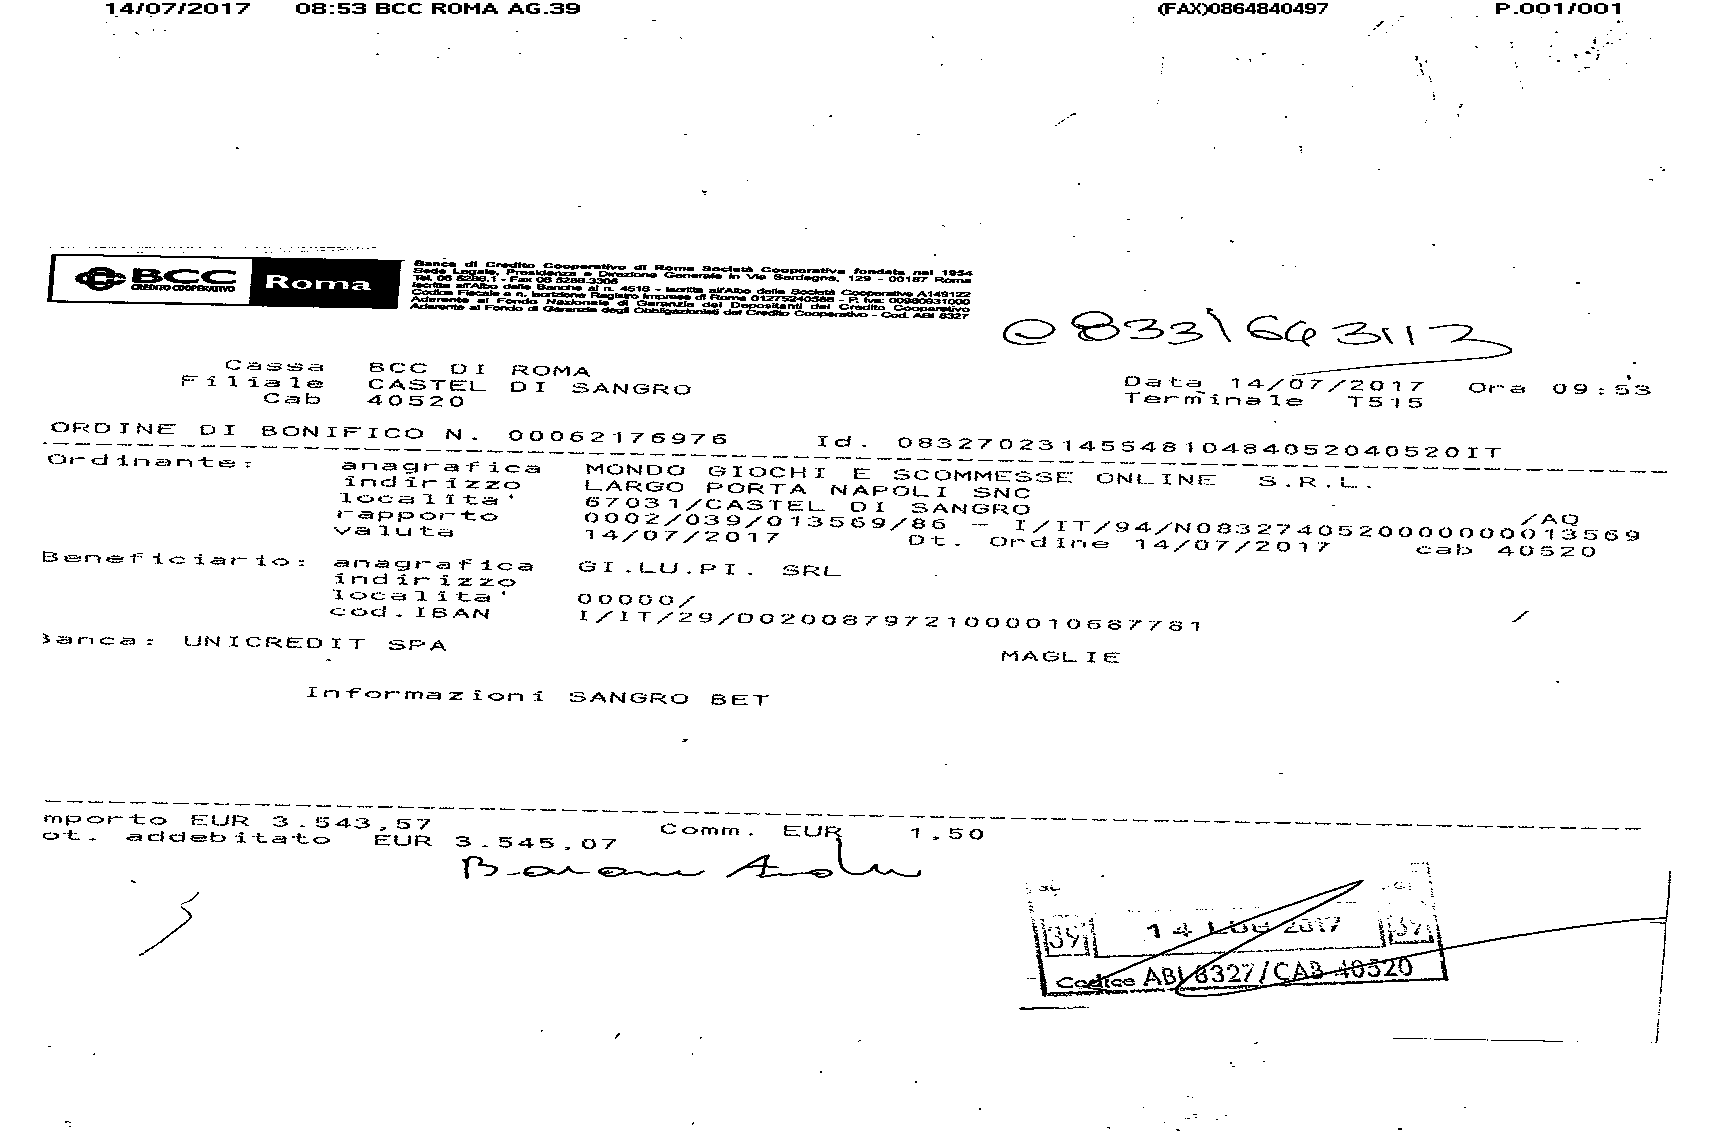 14/07/2017 08:53 BCC ROMA AG.39 (FAX)0864840497 P.001/001
BCC Roma
CREDITO COOPERATIVO
Banca di Credito Cooperativo di Roma Società Cooperativa fondata nel 1954
Sede Legale, Presidenza e Direzione Generale in Via Sardegna, 129 - 00187 Roma
Tel. 06 5286.1 - Fax 06 5286.3306
Iscritta all'Albo delle Banche al n. 4516 - Iscritta all'Albo delle Società Cooperative A149122
Codice Fiscale e n. iscrizione Registro Imprese di Roma 01275240586 - P. Iva: 00980931000
Aderente al Fondo Nazionale di Garanzia dei Depositanti del Credito Cooperativo
Aderente al Fondo di Garanzia degli Obbligazionisti del Credito Cooperativo - Cod. ABI 8327
0833\643112
Cassa BCC DI ROMA
Filiale CASTEL DI SANGRO Data 14/07/2017 Ora 09:53
Cab 40520 Terminale T515
ORDINE DI BONIFICO N. 00062176976 Id. 0832702314554810484052040520IT
Ordinante: anagrafica MONDO GIOCHI E SCOMMESSE ONLINE S.R.L.
indirizzo LARGO PORTA NAPOLI SNC
localita' 67031/CASTEL DI SANGRO /AQ
rapporto 0002/039/013569/86 - I/IT/94/N0832740520000000013569
valuta 14/07/2017 Dt. Ordine 14/07/2017 cab 40520
Beneficiario: anagrafica GI.LU.PI. SRL
indirizzo
localita' 00000/ /
cod.IBAN I/IT/29/D0200879721000010687781
Banca: UNICREDIT SPA MAGLIE
Informazioni SANGRO BET
mporto EUR 3.543,57 Comm. EUR 1,50
ot. addebitato EUR 3.545,07
39 14 LUG 2017 39
Codice ABI 8327/CAB 40520